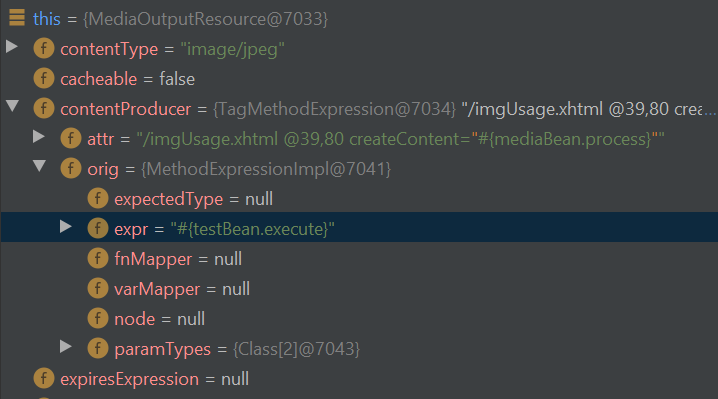 this = {MediaOutputResource@7033}
f contentType = "image/jpeg"
f cacheable = false
f contentProducer = {TagMethodExpression@7034} "/imgUsage.xhtml @39,80 crea...
f attr = "/imgUsage.xhtml @39,80 createContent="#{mediaBean.process}""
f orig = {MethodExpressionImpl@7041}
f expectedType = null
f expr = "#{testBean.execute}"
f fnMapper = null
f varMapper = null
f node = null
f paramTypes = {Class[2]@7043}
f expiresExpression = null